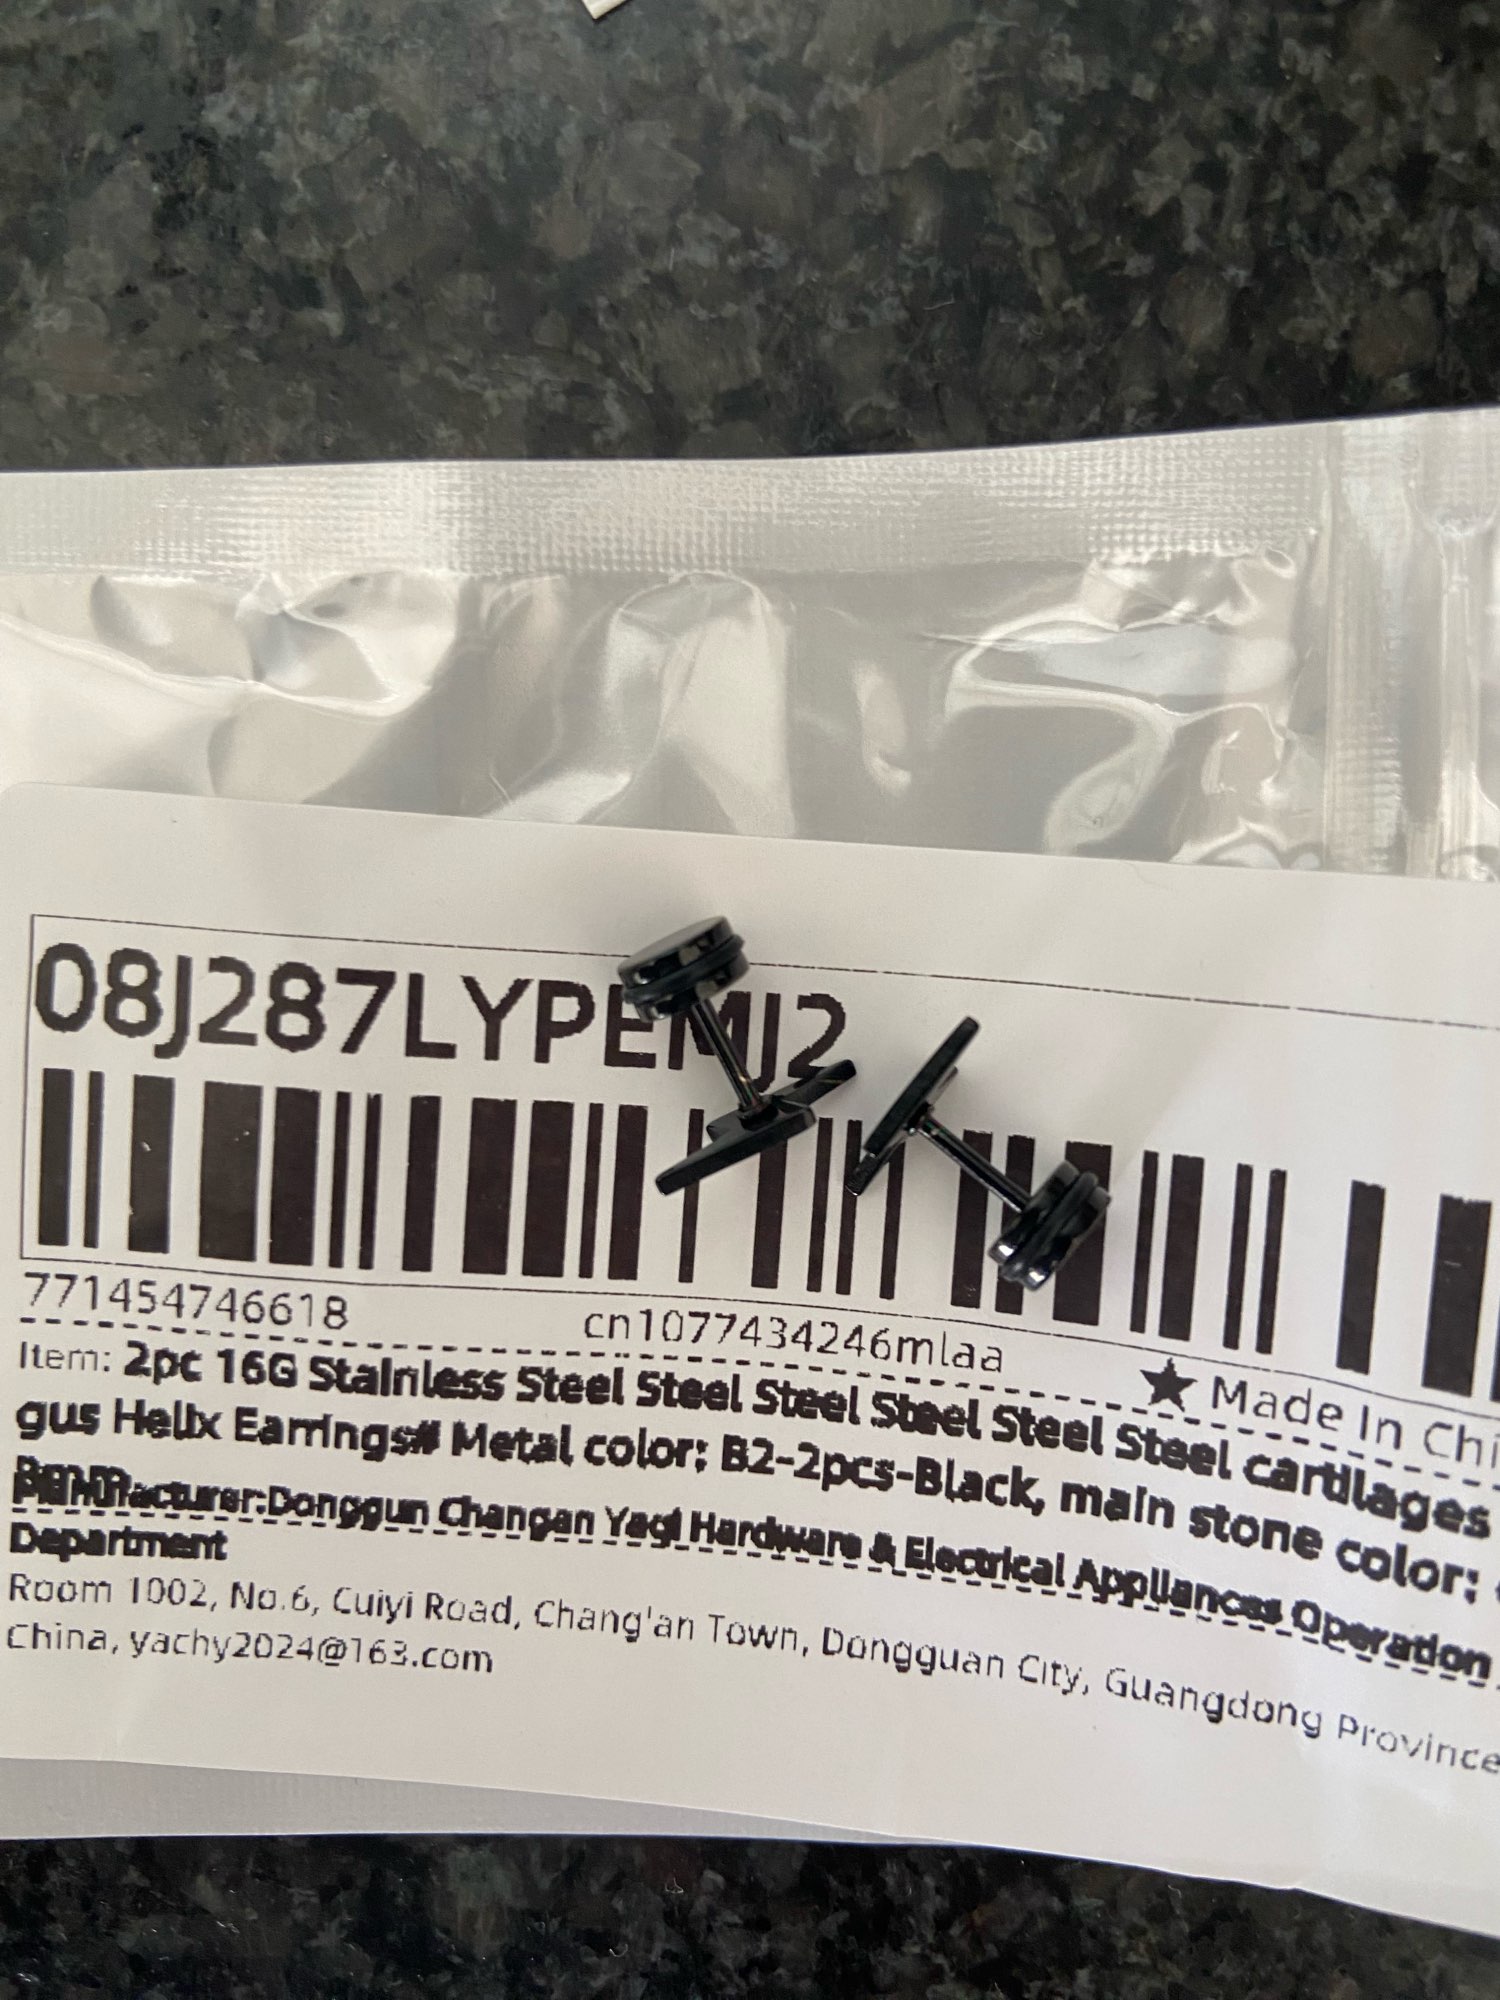 08J287LYPEMJ2
771454746618 cn1077434246mlaa
★ Made In Chi
Item: 2pc 16G Stainless Steel Steel Steel Steel Steel Steel cartilages
gus Helix Earrings# Metal color: B2-2pcs-Black, main stone color:
Manufacturer:Donggun Changan Yagi Hardware & Electrical Appliances Operation
Department
Room 1002, No.6, Cuiyi Road, Chang'an Town, Dongguan City, Guangdong Province
China, yachy2024@163.com